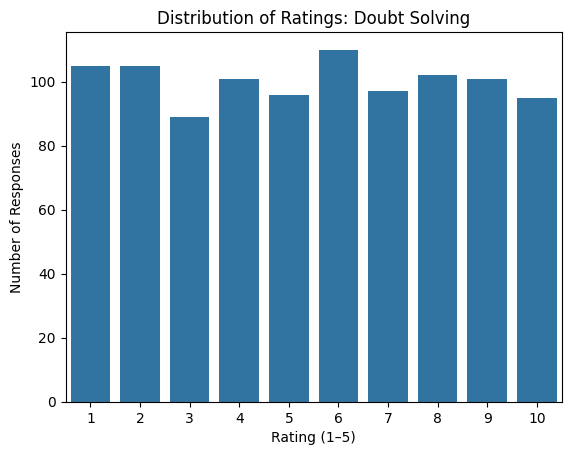 Distribution of Ratings: Doubt Solving
Number of Responses
100
80
60
40
20
0
1 2 3 4 5 6 7 8 9 10
Rating (1–5)